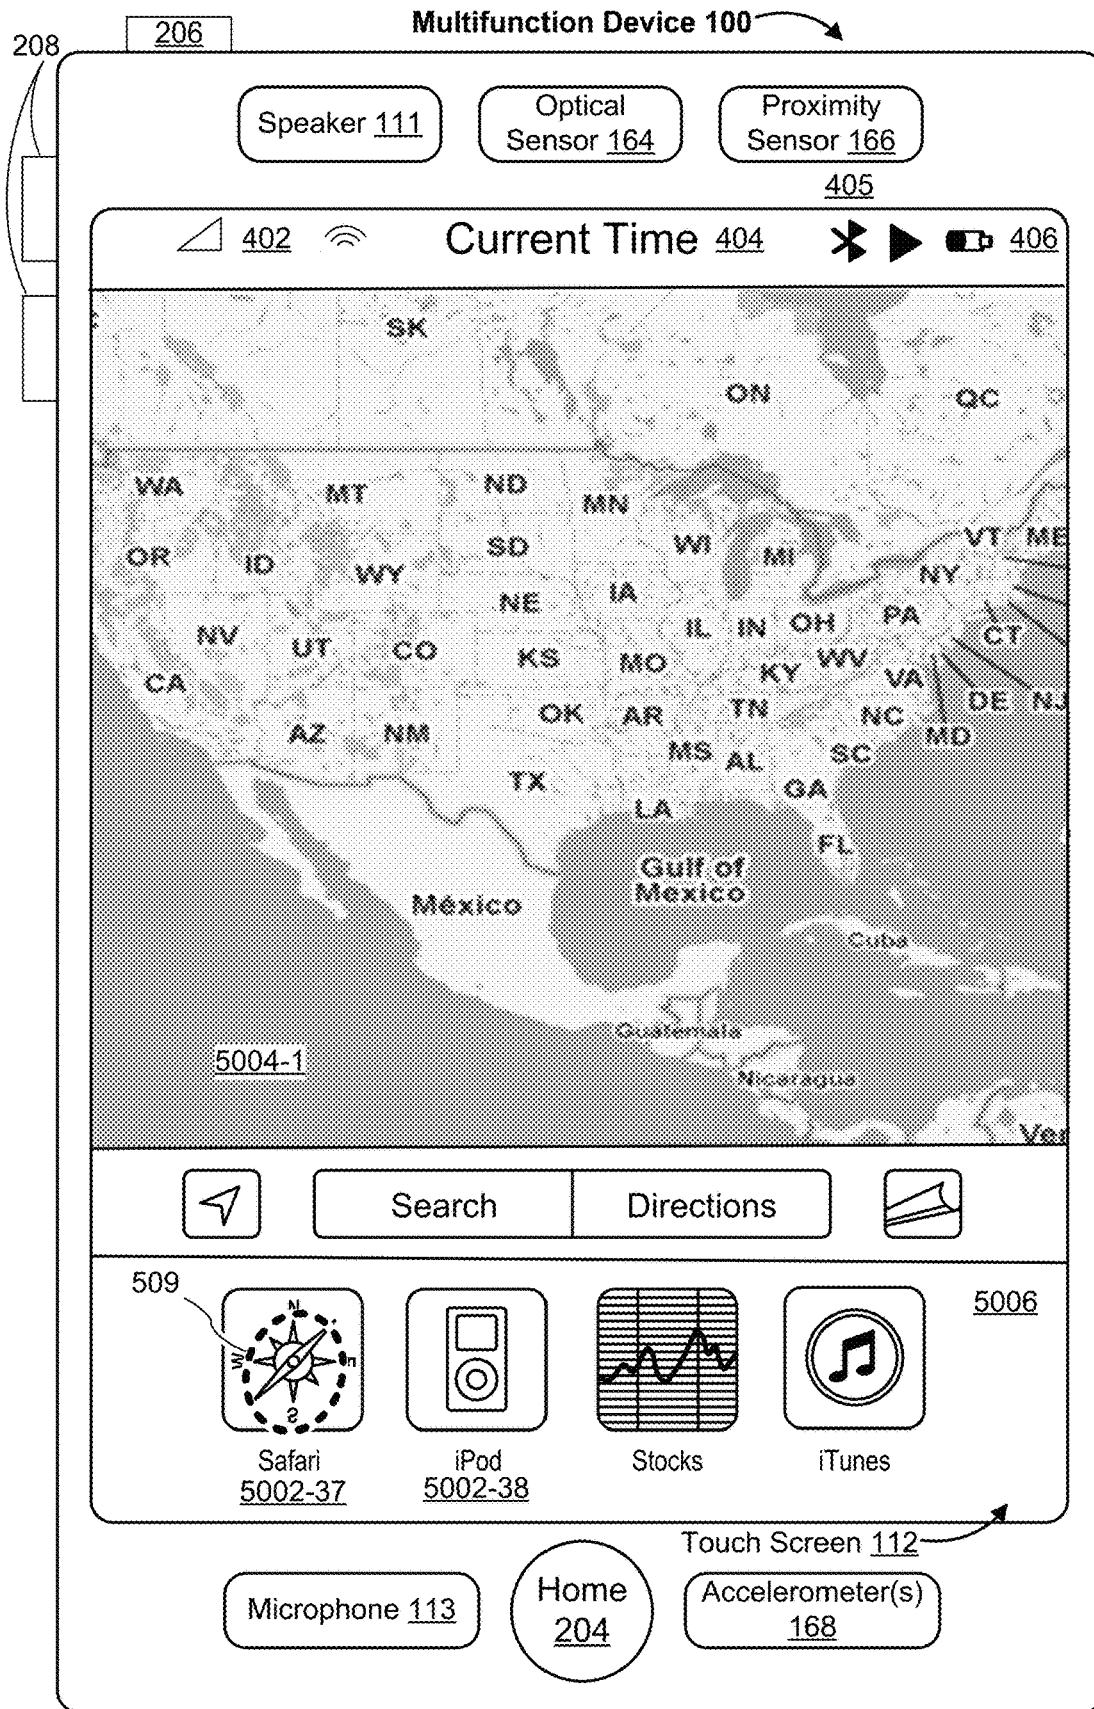 Multifunction Device 100
206
208
Speaker 111
Optical
Sensor 164
Proximity
Sensor 166
405
402
Current Time 404
406
SK
ON
QC
WA
MT
ND
MN
OR
ID
WY
SD
WI
MI
VT
ME
NY
NE
IA
NV
UT
CO
KS
MO
IL
IN
OH
PA
CT
CA
KY
WV
VA
DE
NJ
AZ
NM
OK
AR
TN
NC
MD
MS
AL
SC
TX
LA
GA
FL
Gulf of
Mexico
México
Cuba
Guatemala
5004-1
Nicaragua
Ver
Search
Directions
509
N
W
E
S
5006
Safari
5002-37
iPod
5002-38
Stocks
iTunes
Touch Screen 112
Microphone 113
Home
204
Accelerometer(s)
168